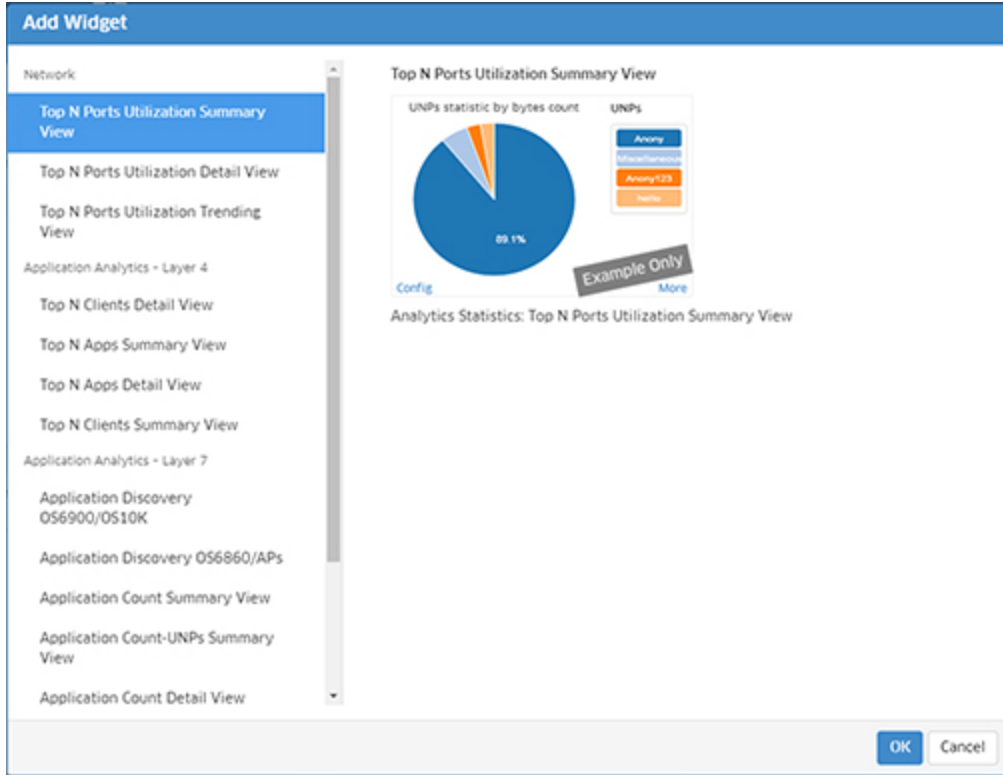 Add Widget
Network
Top N Ports Utilization Summary
View
Top N Ports Utilization Detail View
Top N Ports Utilization Trending
View
Application Analytics - Layer 4
Top N Clients Detail View
Top N Apps Summary View
Top N Apps Detail View
Top N Clients Summary View
Application Analytics - Layer 7
Application Discovery
OS6900/OS10K
Application Discovery OS6860/APs
Application Count Summary View
Application Count-UNPs Summary
View
Application Count Detail View
Top N Ports Utilization Summary View
UNPs statistic by bytes count
UNPs
Anony
Miscellaneous
Anony123
hello
89.1%
Example Only
Config
More
Analytics Statistics: Top N Ports Utilization Summary View
OK
Cancel